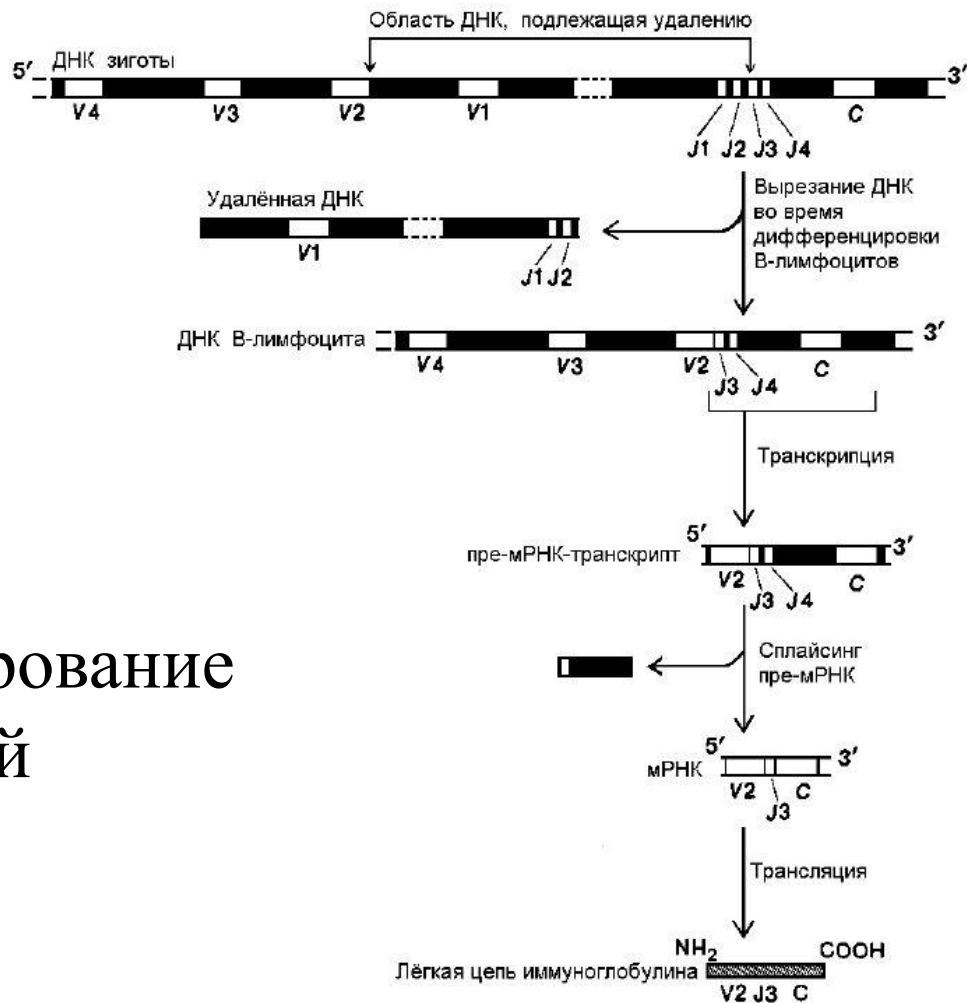 Область ДНК, подлежащая удалению
5′ ДНК зиготы 3′
V4 V3 V2 V1 C
J1 J2 J3 J4
Удалённая ДНК
V1
J1 J2
Вырезание ДНК
во время
дифференцировки
В-лимфоцитов
ДНК В-лимфоцита 3′
V4 V3 V2 C
J3 J4
Транскрипция
5′ 3′
пре-мРНК-транскрипт
V2 C
J3 J4
рование
й
Сплайсинг
пре-мРНК
5′ 3′
мРНК
V2 C
J3
Трансляция
NH2 COOH
Лёгкая цепь иммуноглобулина
V2 J3 C